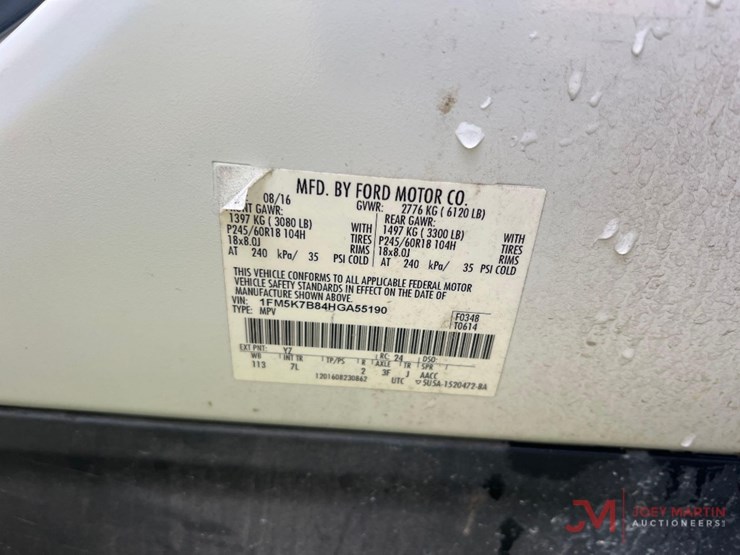 MFD. BY FORD MOTOR CO.
08/16 GVWR: 2776 KG ( 6120 LB)
GAWR: REAR GAWR:
1397 KG ( 3080 LB) WITH 1497 KG ( 3300 LB) WITH
P245/60R18 104H TIRES P245/60R18 104H TIRES
18x8.0J RIMS 18x8.0J RIMS
AT 240 kPa/ 35 PSI COLD AT 240 kPa/ 35 PSI COLD
THIS VEHICLE CONFORMS TO ALL APPLICABLE FEDERAL MOTOR
VEHICLE SAFETY STANDARDS IN EFFECT ON THE DATE OF
MANUFACTURE SHOWN ABOVE.
VIN: 1FM5K7B84HGA55190 F0348
TYPE: MPV T0614
EXT PNT: YZ RC: 24 DSO:
WB INT TR TP/PS R AXLE TR SPR
113 7L 2 3F J AACC
1201608230862 UTC 5U5A-1520472-BA
JM JOEY MARTIN
AUCTIONEERS LLC